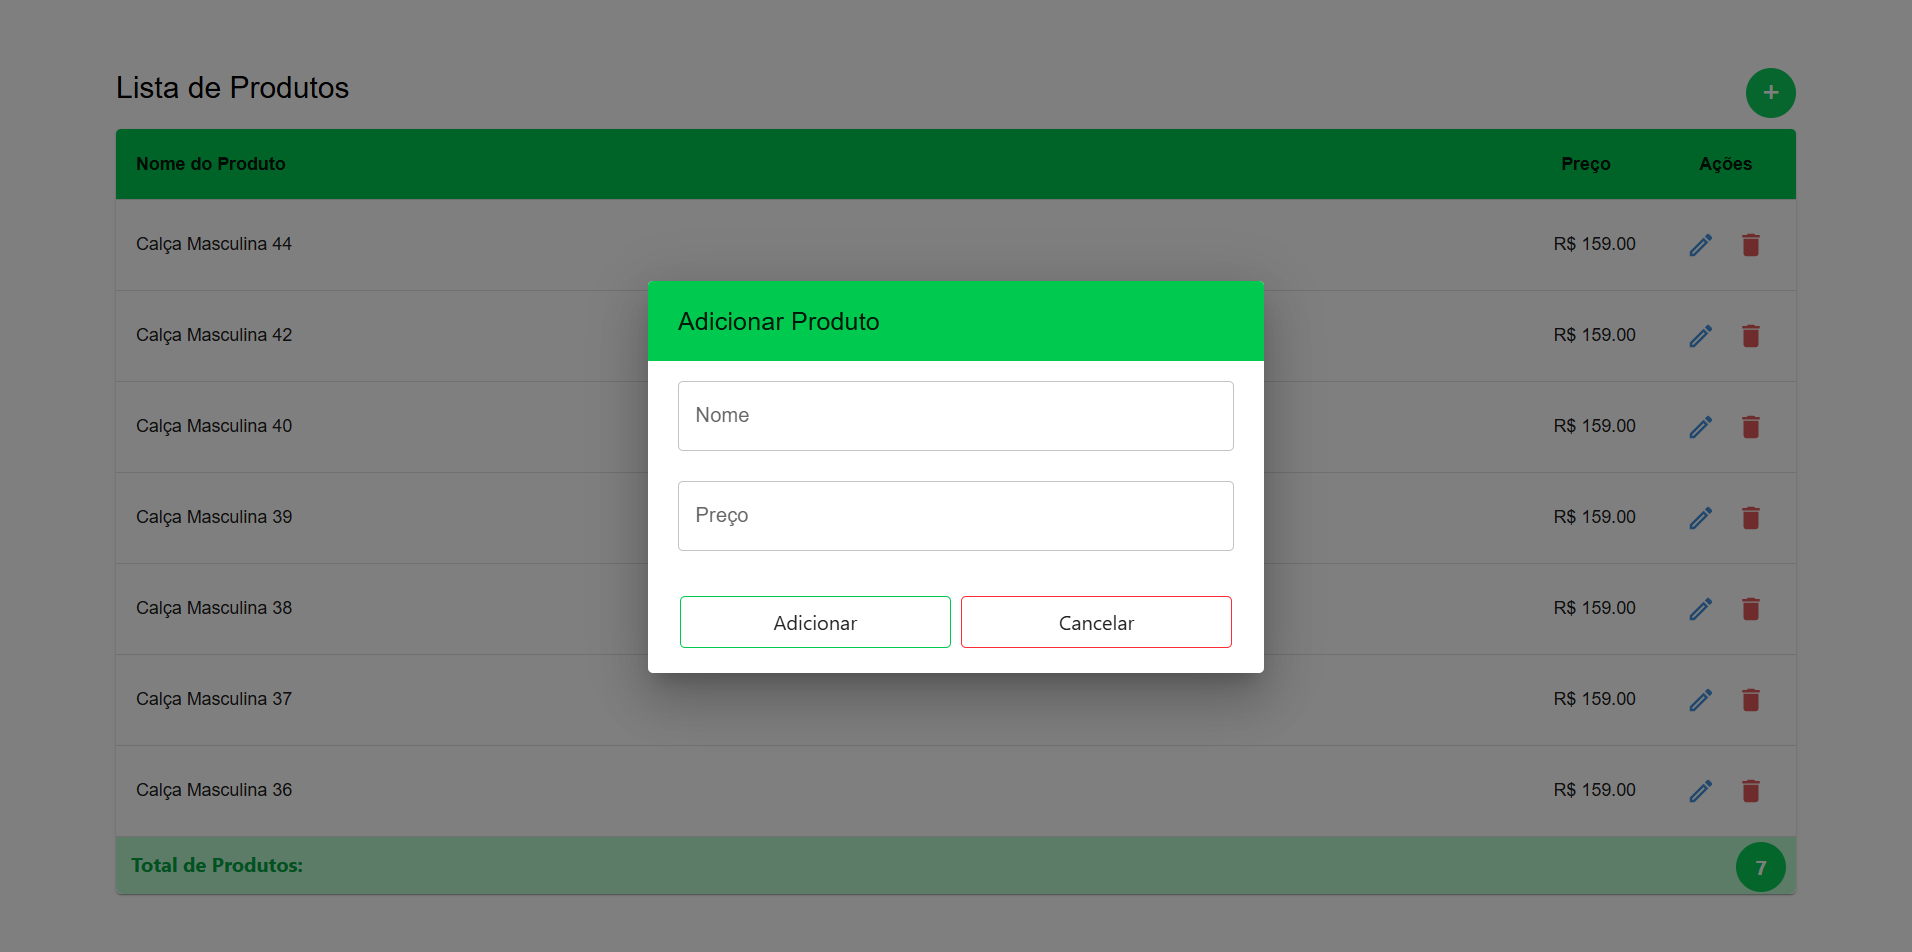 Lista de Produtos
+
Nome do Produto Preço Ações
Calça Masculina 44 R$ 159.00
Calça Masculina 42 R$ 159.00
Calça Masculina 40 R$ 159.00
Calça Masculina 39 R$ 159.00
Calça Masculina 38 R$ 159.00
Calça Masculina 37 R$ 159.00
Calça Masculina 36 R$ 159.00
Total de Produtos: 7
Adicionar Produto
Nome
Preço
Adicionar Cancelar